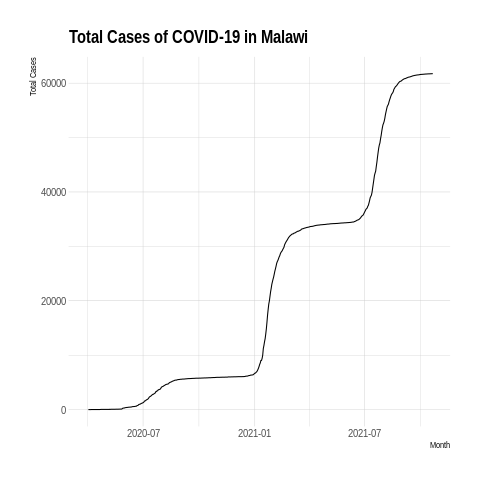 Total Cases of COVID-19 in Malawi
Total Cases
60000
40000
20000
0
2020-07
2021-01
2021-07
Month